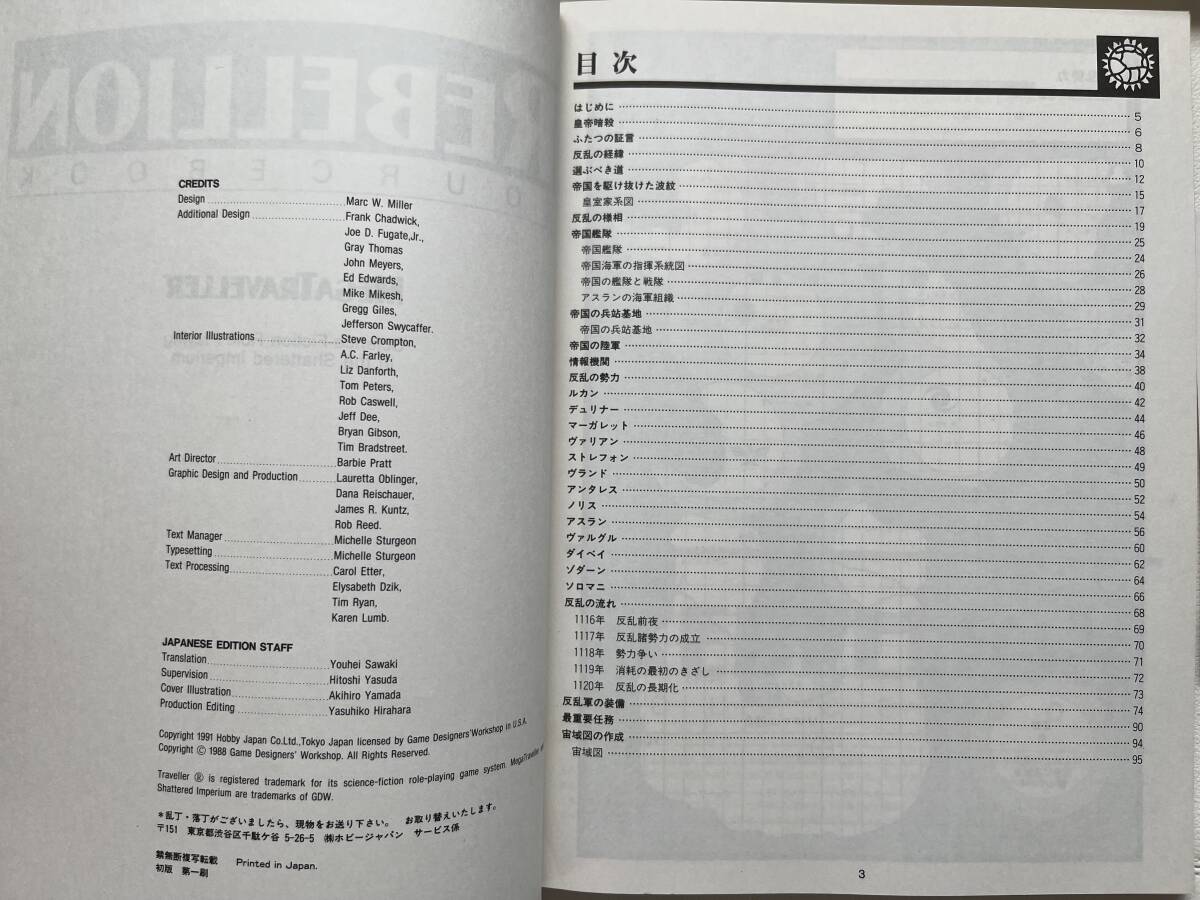 CREDITS
Design Marc W. Miller
Additional Design Frank Chadwick,
Joe D. Fugate,Jr.,
Gray Thomas
John Meyers,
Ed Edwards,
Mike Mikesh,
Gregg Giles,
Jefferson Swycaffer.
Interior Illustrations Steve Crompton,
A.C. Farley,
Liz Danforth,
Tom Peters,
Rob Caswell,
Jeff Dee,
Bryan Gibson,
Tim Bradstreet.
Art Director Barbie Pratt
Graphic Design and Production Lauretta Oblinger,
Dana Reischauer,
James R. Kuntz,
Rob Reed.
Text Manager Michelle Sturgeon
Typesetting Michelle Sturgeon
Text Processing Carol Etter,
Elysabeth Dzik,
Tim Ryan,
Karen Lumb.
JAPANESE EDITION STAFF
Translation Youhei Sawaki
Supervision Hitoshi Yasuda
Cover Illustration Akihiro Yamada
Production Editing Yasuhiko Hirahara
Copyright 1991 Hobby Japan Co.Ltd.,Tokyo Japan licensed by Game Designers'Workshop in U.S.A.
Copyright © 1988 Game Designers' Workshop. All Rights Reserved.
Traveller ® is registered trademark for its science-fiction role-playing game system. MegaTraveller
Shattered Imperium are trademarks of GDW.
*乱丁・落丁がございましたら、現物をお送り下さい。 お取り替えいたします。
〒151 東京都渋谷区千駄ケ谷 5-26-5 ㈱ホビージャパン サービス係
禁無断複写転載 Printed in Japan.
初版 第一刷
目次
はじめに 5
皇帝暗殺 6
ふたつの証言 8
反乱の経緯 10
選ぶべき道 12
帝国を駆け抜けた波紋 15
皇室家系図 17
反乱の様相 19
帝国艦隊 25
帝国艦隊 24
帝国海軍の指揮系統図 26
帝国の艦隊と戦隊 28
アスランの海軍組織 29
帝国の兵站基地 31
帝国の兵站基地 32
帝国の陸軍 34
情報機関 38
反乱の勢力 40
ルカン 42
デュリナー 44
マーガレット 46
ヴァリアン 48
ストレフォン 49
ヴランド 50
アンタレス 52
ノリス 54
アスラン 56
ヴァルグル 60
ダイベイ 62
ゾダーン 64
ソロマニ 66
反乱の流れ 68
1116年 反乱前夜 69
1117年 反乱諸勢力の成立 70
1118年 勢力争い 71
1119年 消耗の最初のきざし 72
1120年 反乱の長期化 73
反乱軍の装備 74
最重要任務 90
宙域図の作成 94
宙域図 95
3